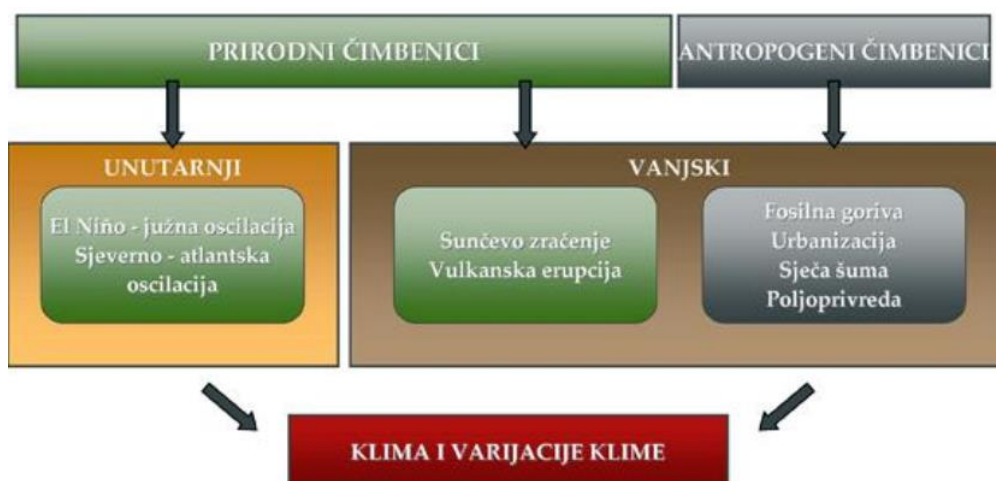 PRIRODNI ČIMBENICI
ANTROPOGENI ČIMBENICI
UNUTARNJI
El Niño - južna oscilacija
Sjeverno - atlantska
oscilacija
VANJSKI
Sunčevo zračenje
Vulkanska erupcija
Fosilna goriva
Urbanizacija
Sječa šuma
Poljoprivreda
KLIMA I VARIJACIJE KLIME